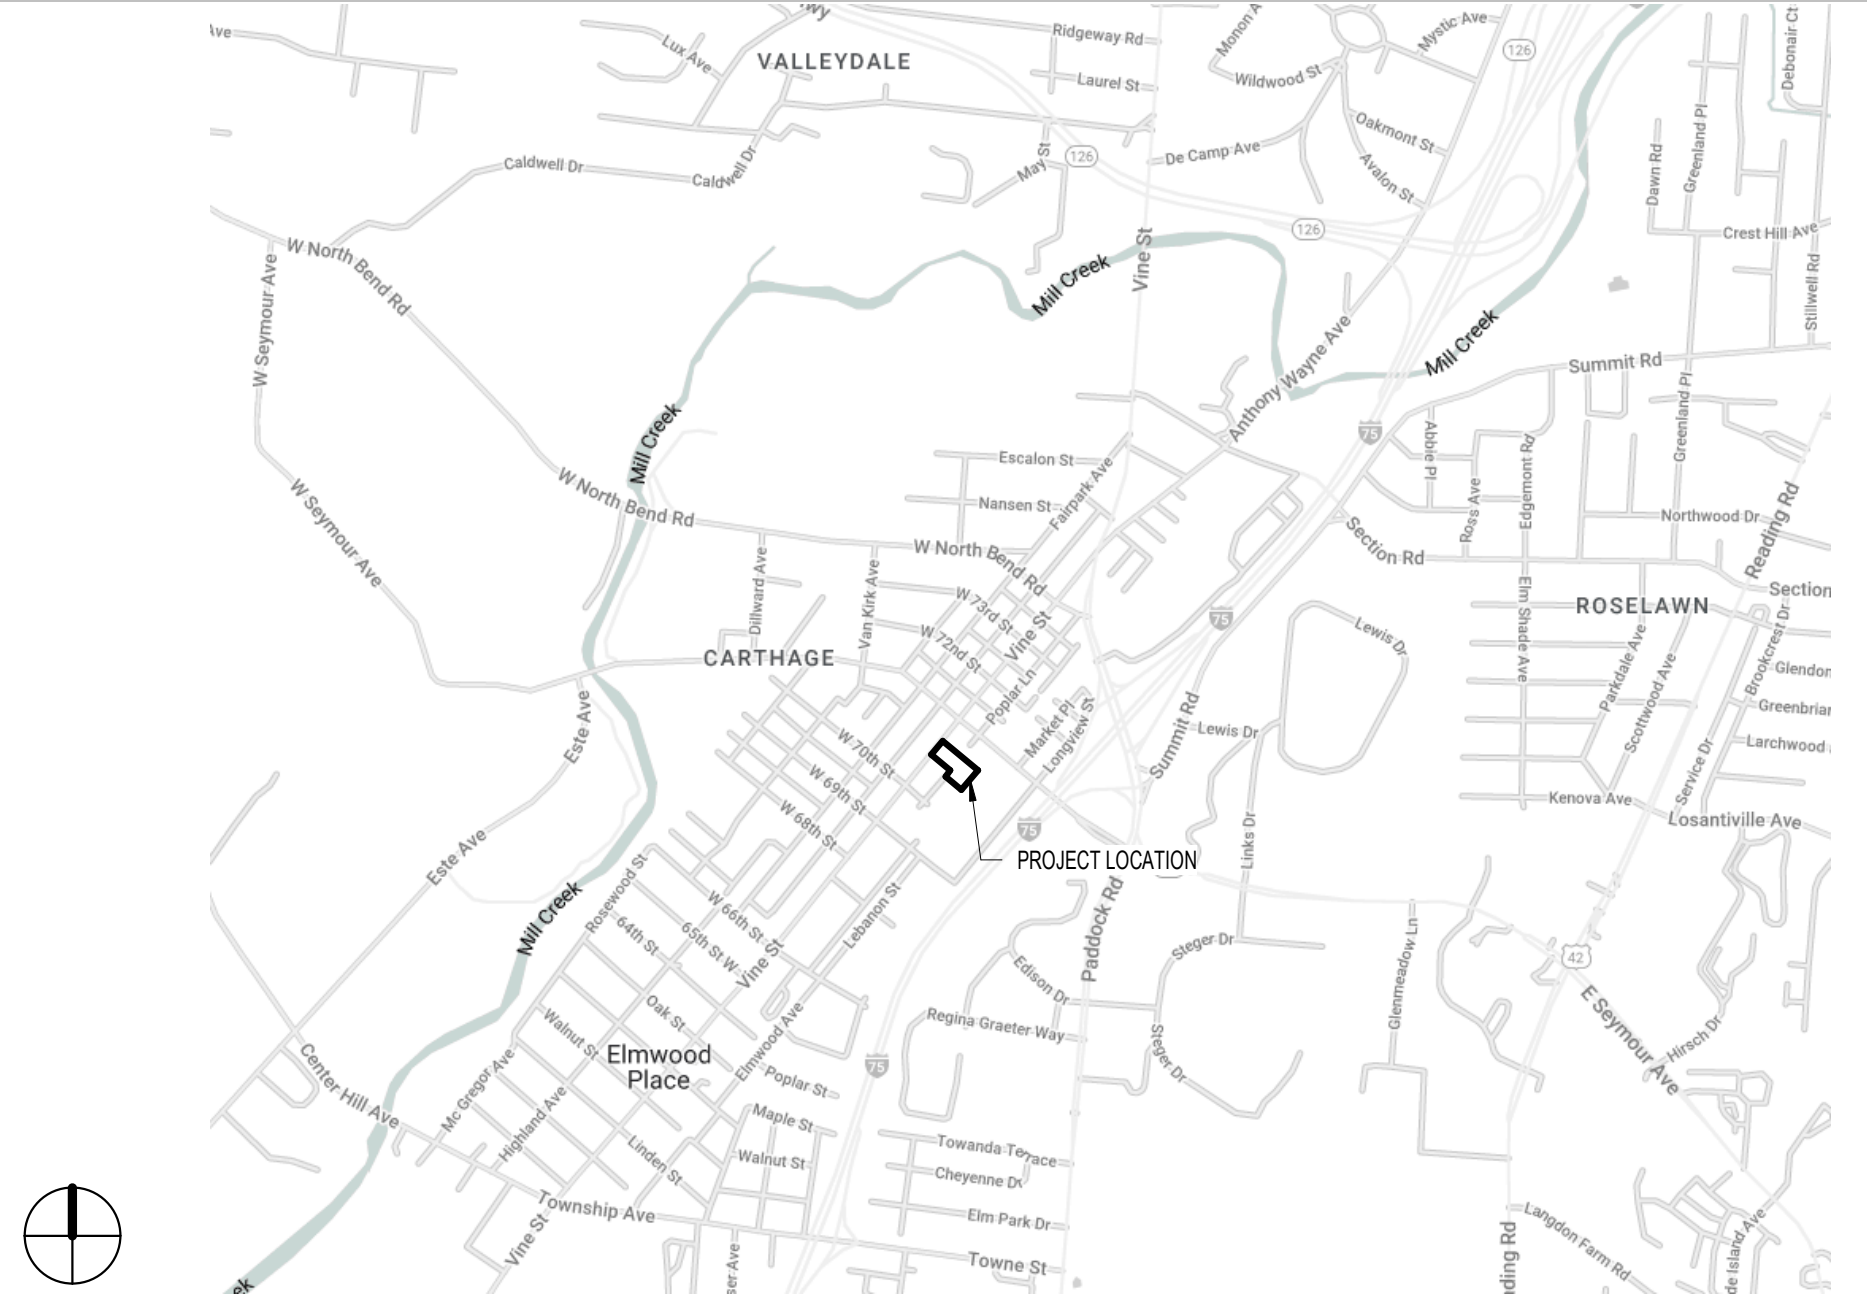 Ave
Lux Ave
wy
VALLEYDALE
Ridgeway Rd
Monon A
Mystic Ave
126
Debonair Ct
Laurel St
Wildwood St
Oakmont St
Greenland Pl
Caldwell Dr
Caldwell Dr
May St
126
De Camp Ave
Avalon St
Dawn Rd
W North Bend Rd
Vine St
126
Crest Hill Ave
W Seymour Ave
Mill Creek
Stillwell Rd
Anthony Wayne Ave
Mill Creek
Summit Rd
Mill Creek
75
Abbie Pl
Greenland Pl
Escalon St
Fairpark Ave
Edgemont Rd
W North Bend Rd
Nansen St
Ross Ave
Northwood Dr
Reading Rd
W Seymour Ave
W North Bend Rd
Section Rd
Section
Dillward Ave
Van Kirk Ave
W 73rd St
Vine St
75
Elm Shade Ave
ROSELAWN
CARTHAGE
W 72nd St
Lewis Dr
Parkdale Ave
Brookcrest Dr
Glendon
Este Ave
Poplar Ln
Market Pl
Longview St
Summit Rd
Lewis Dr
Scottwood Ave
Greenbriar
W 70th St
Larchwood
W 69th St
Service Dr
Kenova Ave
Losantiville Ave
W 68th St
75
Links Dr
PROJECT LOCATION
Este Ave
Rosewood St
Mill Creek
W 66th St
Lebanon St
Paddock Rd
64th St
65th St W
Vine St
Steger Dr
Glenmeadow Ln
42
Edison Dr
Oak St
Walnut St
Elmwood Ave
Regina Graeter Way
Steger Dr
E Seymour Ave
Hirsch Dr
Elmwood
Place
75
Center Hill Ave
Mc Gregor Ave
Poplar St
Highland Ave
Maple St
Linden St
Walnut St
Towanda Terrace
Cheyenne Dr
Township Ave
Elm Park Dr
Vine St
Towne St
ser Ave
ding Rd
Langdon Farm Rd
de Island Ave
ek